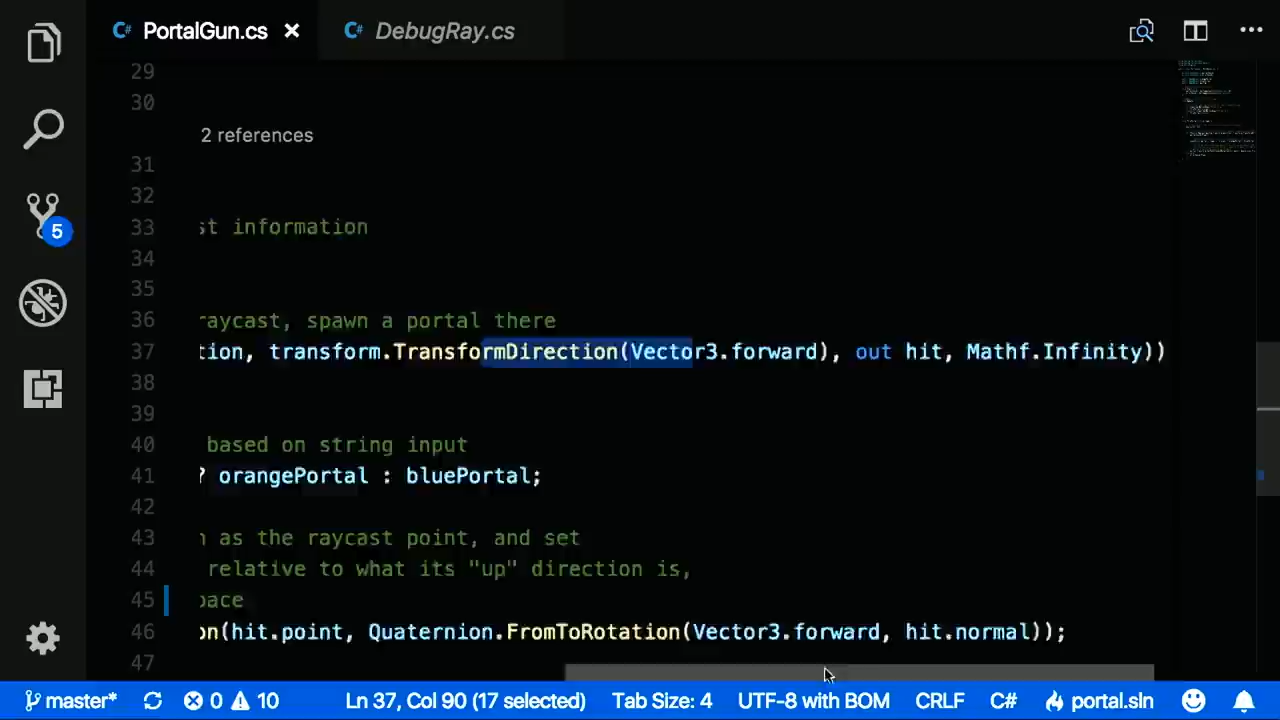 C# PortalGun.cs ×
C# DebugRay.cs
29
30
2 references
31
32
33 st information
34
35
36 raycast, spawn a portal there
37 tion, transform.TransformDirection(Vector3.forward), out hit, Mathf.Infinity))
38
39
40 based on string input
41 ? orangePortal : bluePortal;
42
43 n as the raycast point, and set
44 relative to what its "up" direction is,
45 pace
46 on(hit.point, Quaternion.FromToRotation(Vector3.forward, hit.normal));
47
5
master* 0 10 Ln 37, Col 90 (17 selected) Tab Size: 4 UTF-8 with BOM CRLF C# portal.sln